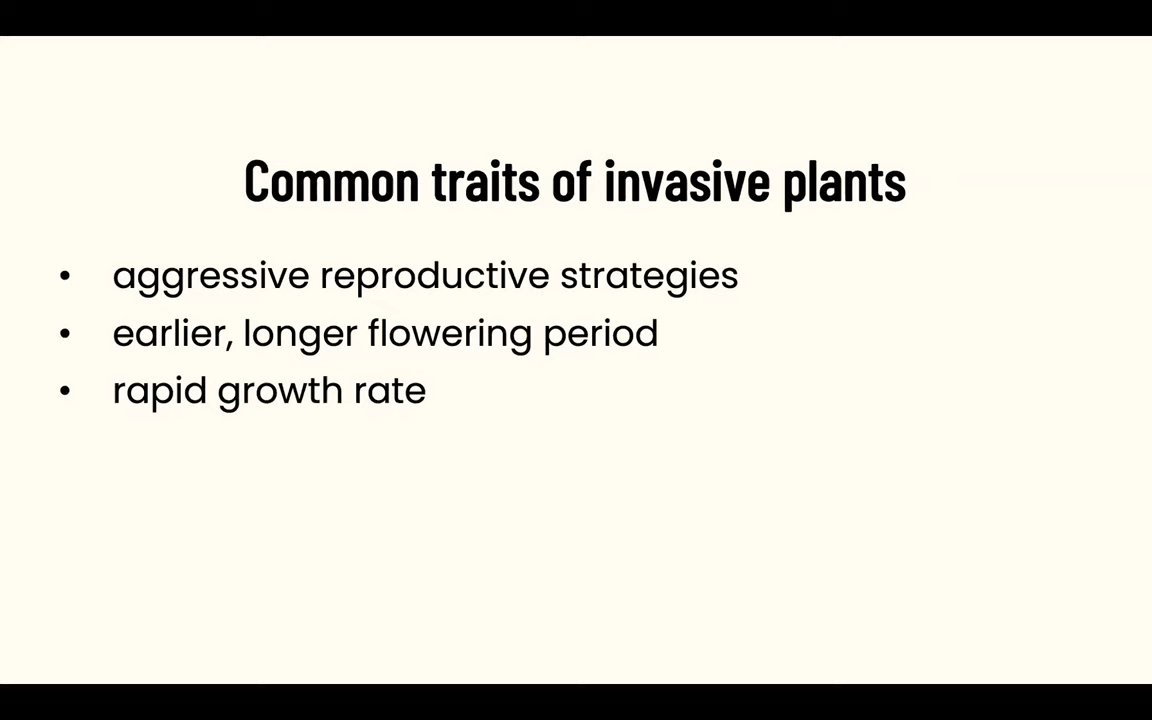 Common traits of invasive plants
• aggressive reproductive strategies
• earlier, longer flowering period
• rapid growth rate